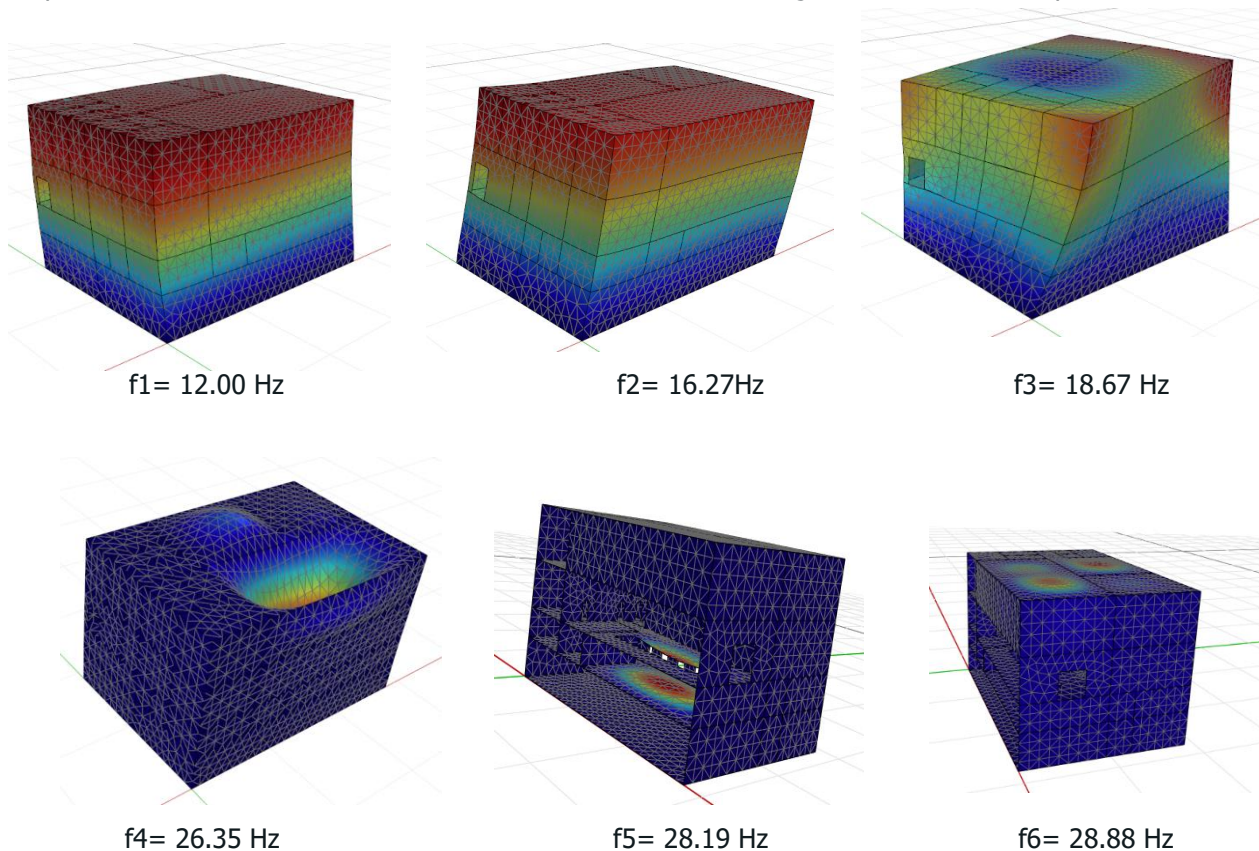 f1= 12.00 Hz
f2= 16.27Hz
f3= 18.67 Hz
f4= 26.35 Hz
f5= 28.19 Hz
f6= 28.88 Hz